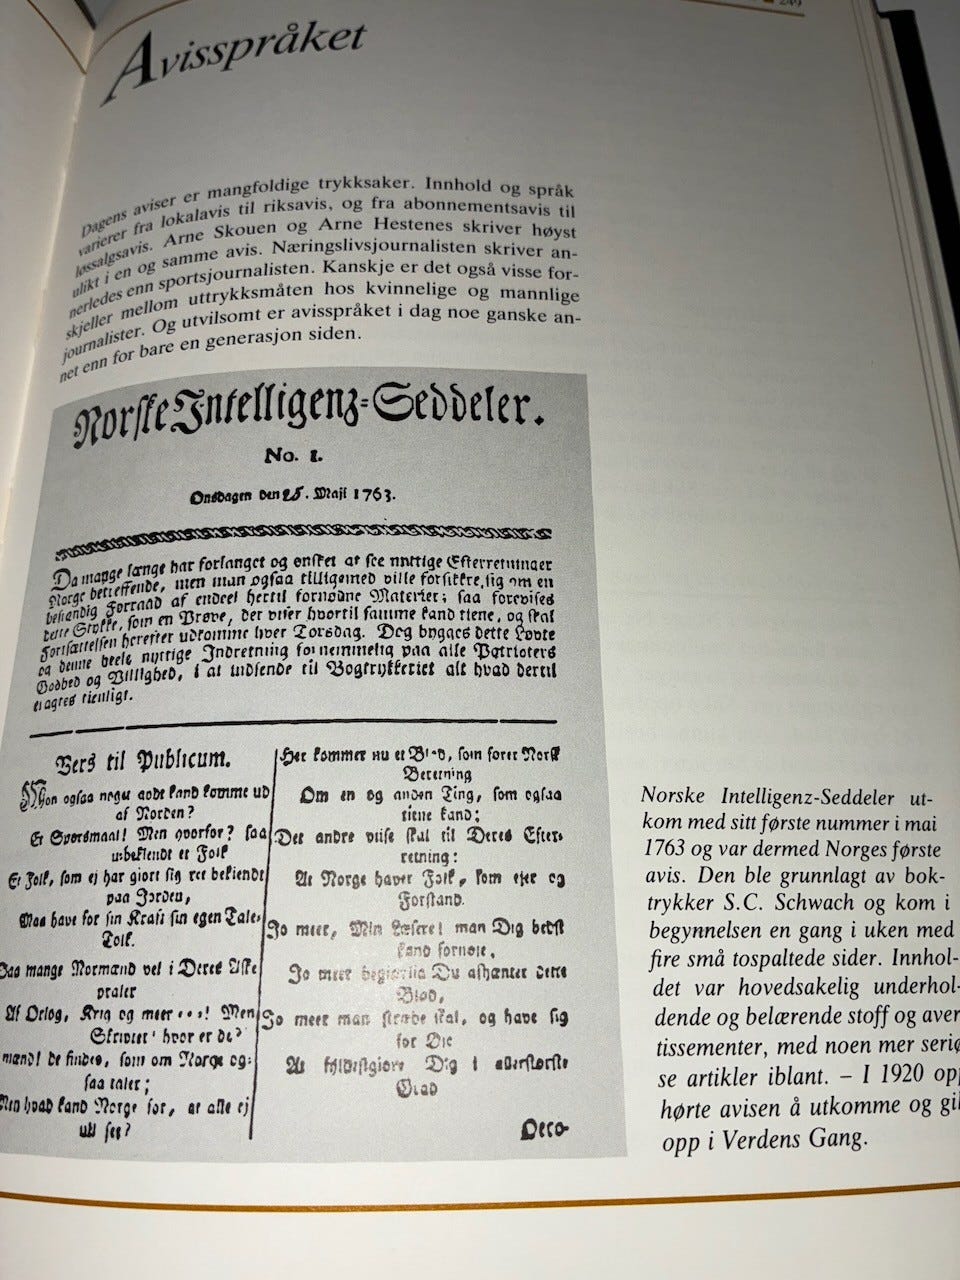 249
Avisspråket
Dagens aviser er mangfoldige trykksaker. Innhold og språk
varierer fra lokalavis til riksavis, og fra abonnementsavis til
løssalgsavis. Arne Skouen og Arne Hestenes skriver høyst
ulikt i en og samme avis. Næringslivsjournalisten skriver an-
nerledes enn sportsjournalisten. Kanskje er det også visse for-
skjeller mellom uttrykksmåten hos kvinnelige og mannlige
journalister. Og utvilsomt er avisspråket i dag noe ganske an-
net enn for bare en generasjon siden.
Norske Intelligenz-Seddeler.
No. 1.
Onsdagen den 25. Maji 1763.
Da mange længe har forlanget og ønsket at see nyttige Efterretninger
Norge betreffende, men man ogsaa tilligemed ville forsikkre sig om en
bestændig Forraad af endeel hertil fornødne Materier; saa forevises
dette Stykke, som en Prøve, der viser hvortil samme kand tiene, og skal
Fortsættelsen herefter udkomme hver Torsdag. Dog bygges dette Løvte
og denne heele nyttige Indretning fornemmelig paa alle Patrioters
Godhed og Villighed, i at indsende til Bogtrykkeriet alt hvad dertil
eragtes tienligt.
Vers til Publicum.
Mon ogsaa noget godt kand komme ud
af Norden?
Et Spørsmaal! Men hvorfor? saa
ubekiendt et Folk
Et Folk, som ej har giort sig ret bekiendt
paa Jorden,
Maa have for sin Kraft sin egen Tale-
Tolk.
Saa mange Normænd vel i Deres Aske
praler
Af Orlog, Krig og meer . . . ! Men
Skrivter! hvor er de?
mænd! de findes, som om Norge og-
saa taler;
Men hvad kand Norge for, at alle ej
vil see?
Her kommer nu et Blad, som fører Norsk
Beretning
Om en og anden Ting, som ogsaa
tiene kand;
Det andre viise skal til Deres Efter-
retning:
At Norge haver Folk, som ejer og
Forstand.
Jo meer, Min Læsere! man Dig best
kand fornøie,
Jo meer begierlig Du afhænter dette
Blad,
Jo meer man stræbe skal, og have sig
for Øie
At fyldestgiøre Dig i allerstørste
Grad
Deco-
Norske Intelligenz-Seddeler ut-
kom med sitt første nummer i mai
1763 og var dermed Norges første
avis. Den ble grunnlagt av bok-
trykker S.C. Schwach og kom i
begynnelsen en gang i uken med
fire små tospaltede sider. Innhol-
det var hovedsakelig underhol-
dende og belærende stoff og aver
tissementer, med noen mer seriø
se artikler iblant. – I 1920 opp
hørte avisen å utkomme og gi
opp i Verdens Gang.